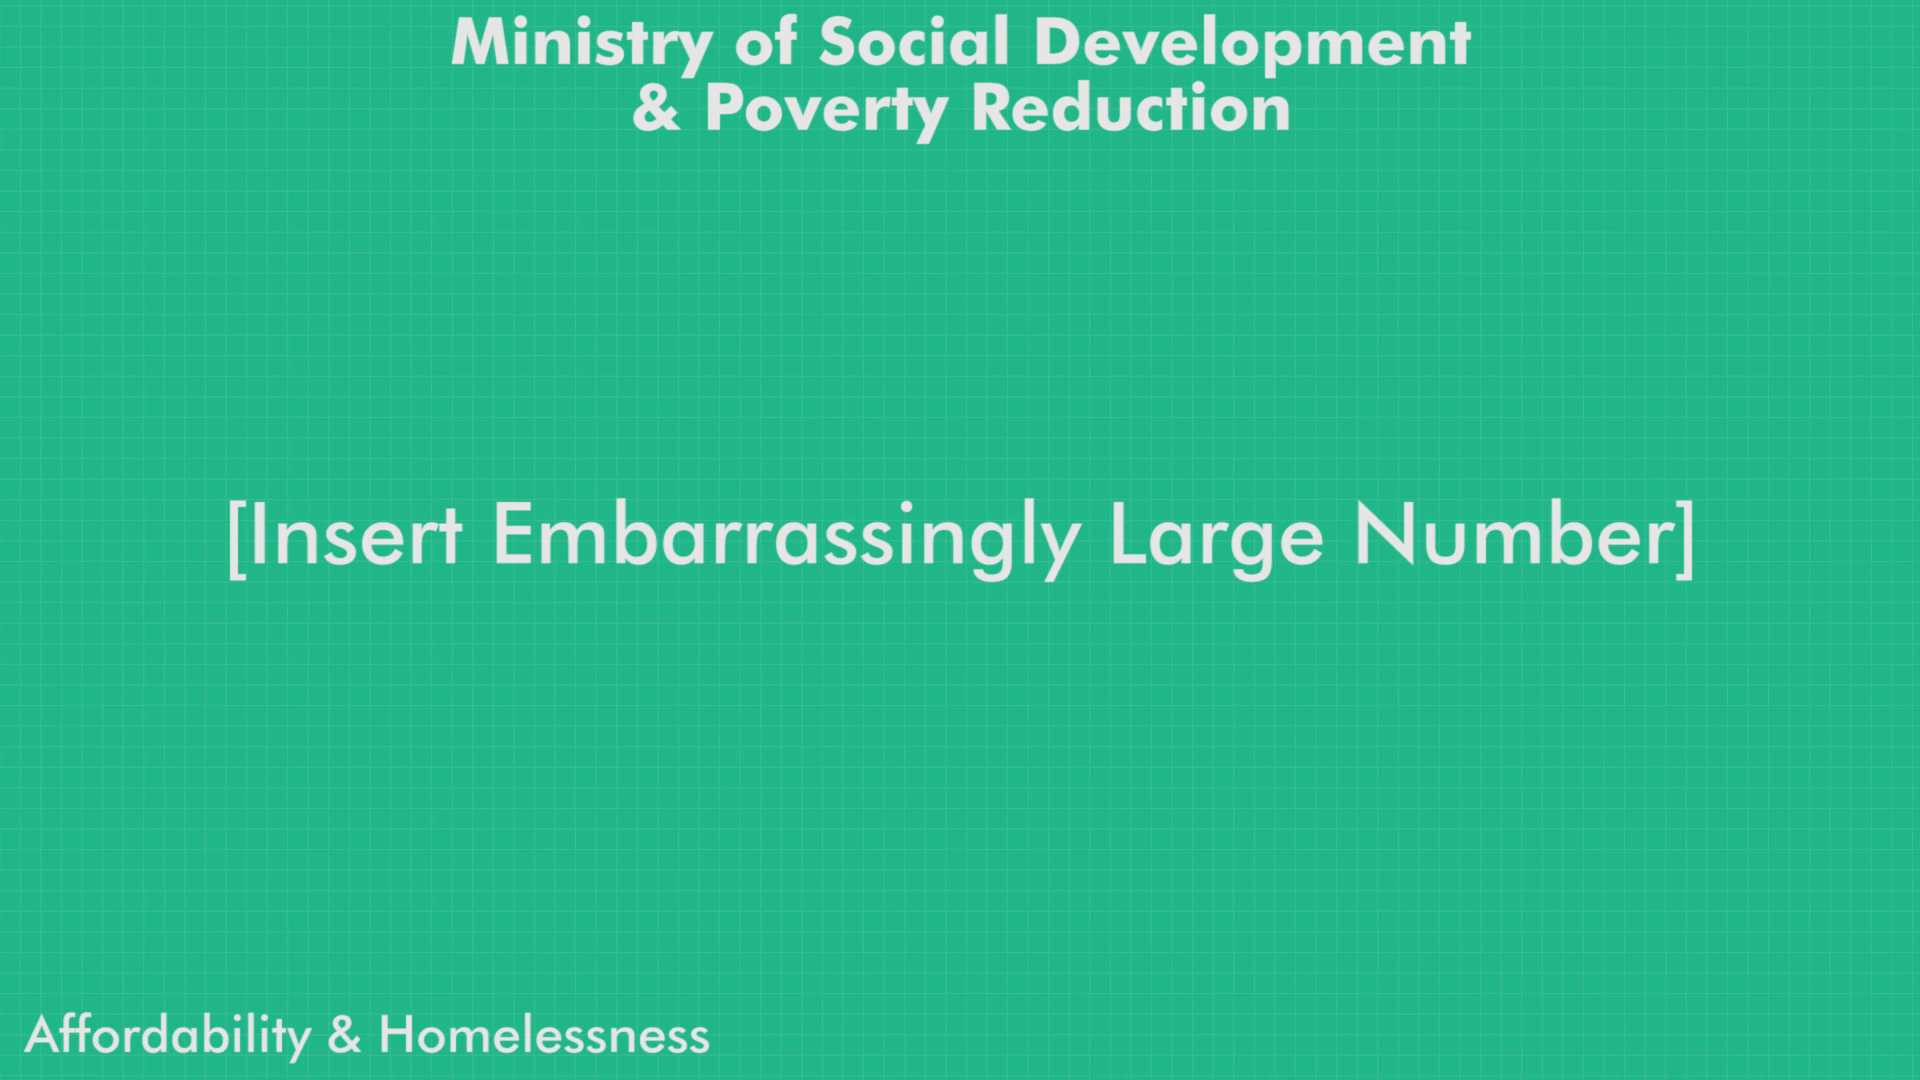 Ministry of Social Development
& Poverty Reduction
[Insert Embarrassingly Large Number]
Affordability & Homelessness